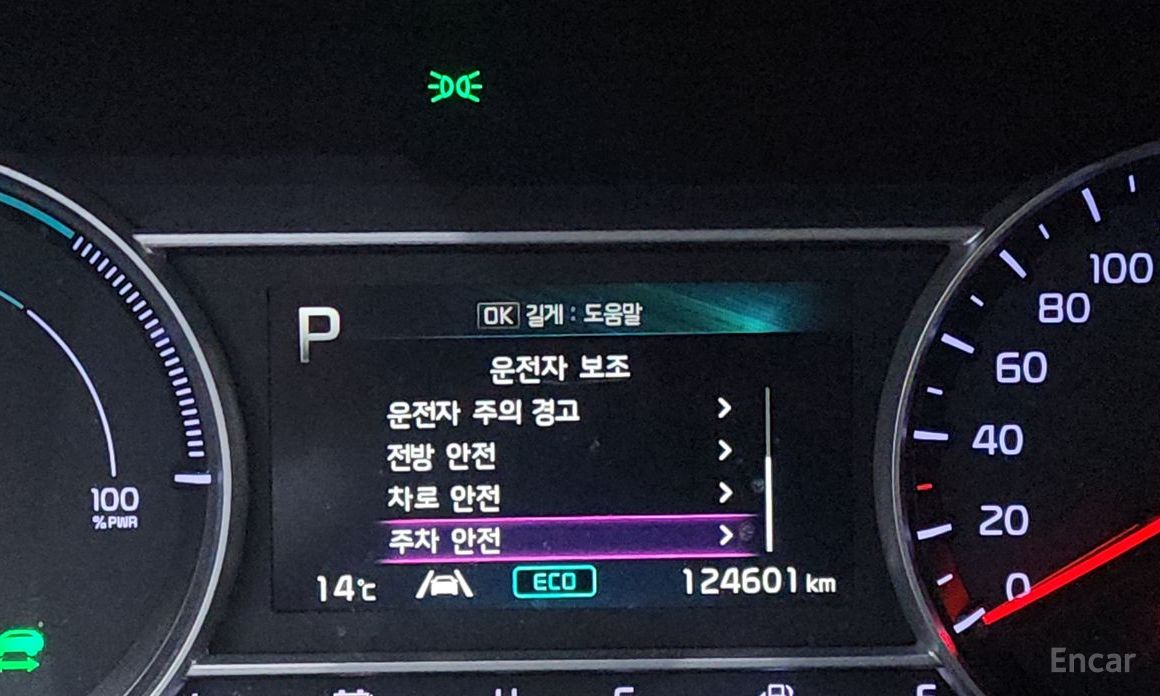 P
OK 길게 : 도움말
운전자 보조
운전자 주의 경고
전방 안전
차로 안전
주차 안전
14℃
ECO
124601 km
100
%PWR
100
80
60
40
20
0
Encar